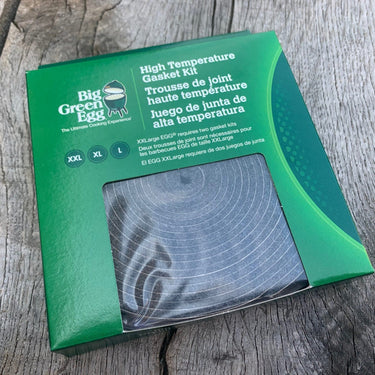 Big
Green
Egg
The Ultimate Cooking Experience®
High Temperature
Gasket Kit
Trousse de joint
haute température
Juego de junta de
alta temperatura
XXL
XL
L
XXLarge EGG® requires two gasket kits
Deux trousses de joint sont nécessaires pour
les barbecues EGG de taille XXLarge
El EGG XXLarge requiere de dos juegos de junta